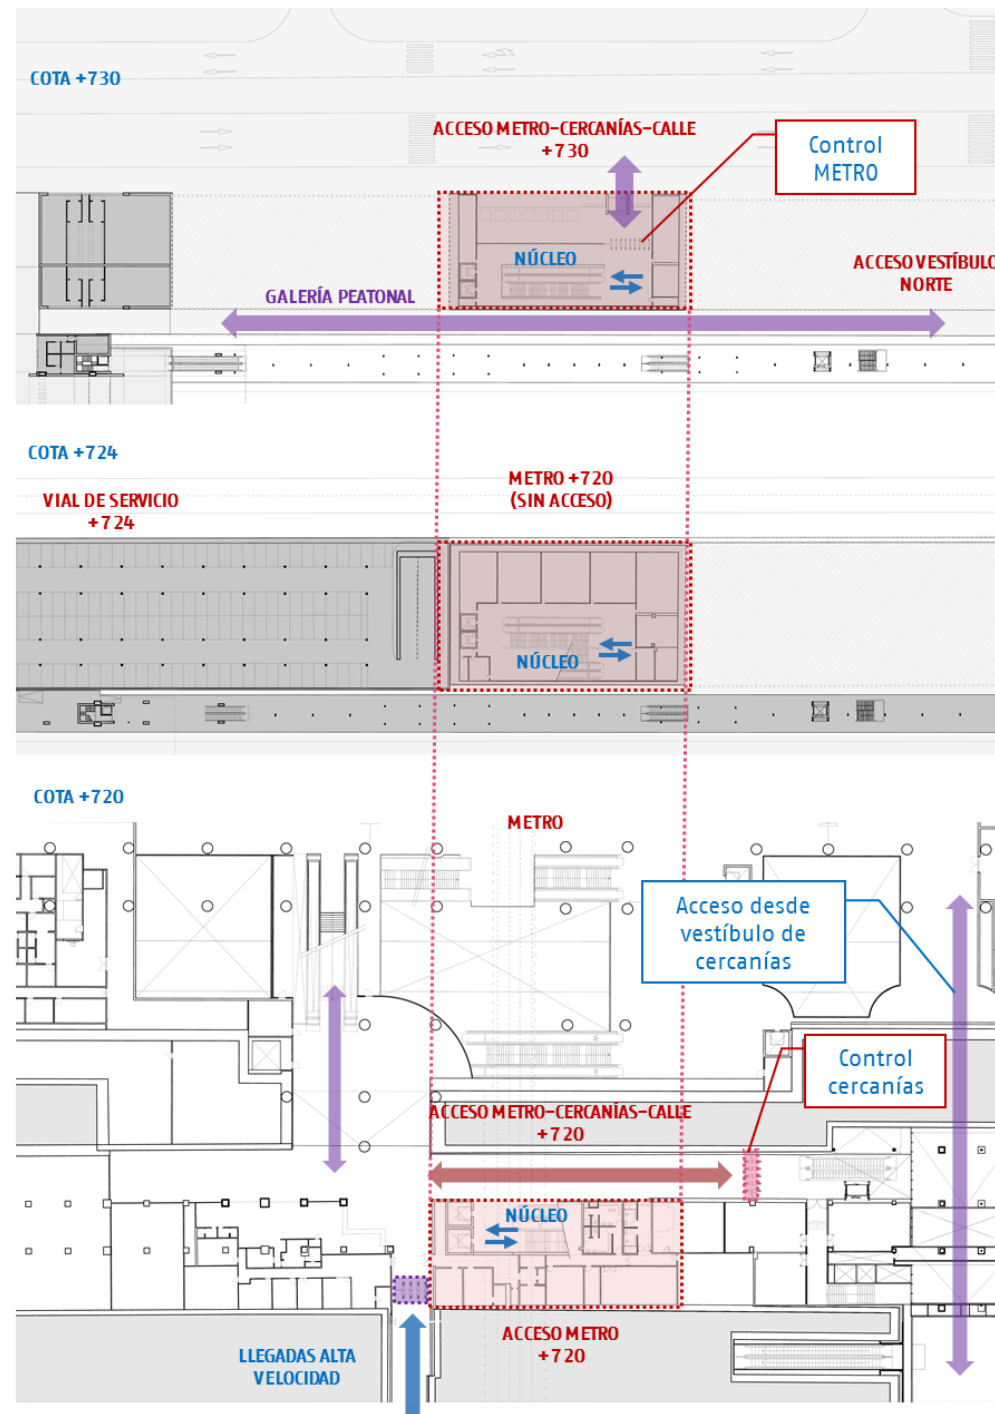 COTA +730
ACCESO METRO-CERCANÍAS-CALLE
+730
Control
METRO
NÚCLEO
ACCESO VESTÍBULO
NORTE
GALERÍA PEATONAL
COTA +724
METRO +720
(SIN ACCESO)
VIAL DE SERVICIO
+724
NÚCLEO
COTA +720
METRO
Acceso desde
vestíbulo de
cercanías
Control
cercanías
ACCESO METRO-CERCANÍAS-CALLE
+720
NÚCLEO
ACCESO METRO
+720
LLEGADAS ALTA
VELOCIDAD